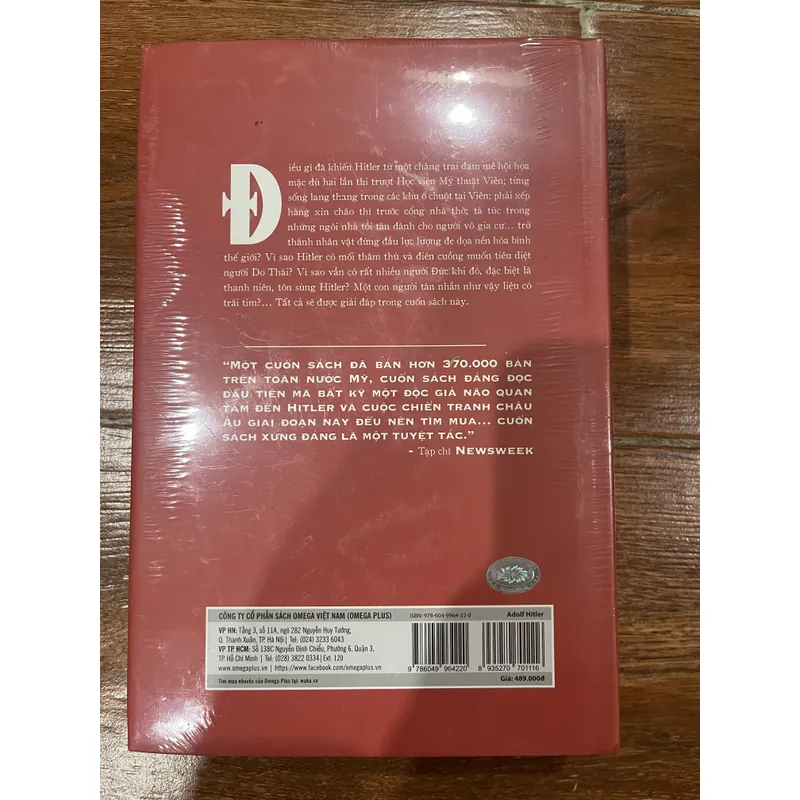 Điều gì đã khiến Hitler từ một chàng trai đam mê hội họa
mặc dù hai lần thi trượt Học viện Mỹ thuật Viên; từng
sống lang thang trong các khu ổ chuột tại Viên; phải xếp
hàng xin cháo thí trước cổng nhà thờ; tá túc trong
những ngôi nhà tồi tàn dành cho người vô gia cư... trở
thành nhân vật đứng đầu lực lượng đe dọa nền hòa bình
thế giới? Vì sao Hitler có mối thâm thù và điên cuồng muốn tiêu diệt
người Do Thái? Vì sao vẫn có rất nhiều người Đức khi đó, đặc biệt là
thanh niên, tôn sùng Hitler? Một con người tàn nhẫn như vậy liệu có
trái tim?... Tất cả sẽ được giải đáp trong cuốn sách này.
“MỘT CUỐN SÁCH ĐÃ BÁN HƠN 370.000 BẢN
TRÊN TOÀN NƯỚC MỸ, CUỐN SÁCH ĐÁNG ĐỌC
ĐẦU TIÊN MÀ BẤT KỲ MỘT ĐỘC GIẢ NÀO QUAN
TÂM ĐẾN HITLER VÀ CUỘC CHIẾN TRANH CHÂU
ÂU GIAI ĐOẠN NÀY ĐỀU NÊN TÌM MUA... CUỐN
SÁCH XỨNG ĐÁNG LÀ MỘT TUYỆT TÁC.”
- Tạp chí NEWSWEEK
CÔNG TY CỔ PHẦN SÁCH OMEGA VIỆT NAM (OMEGA PLUS)
VP HN: Tầng 3, số 11A, ngõ 282 Nguyễn Huy Tưởng,
Q. Thanh Xuân, TP. Hà Nội | Tel: (024) 3233 6043
VP TP. HCM: Số 138C Nguyễn Đình Chiểu, Phường 6, Quận 3,
TP. Hồ Chí Minh | Tel: (028) 3822 0334 | Ext. 120
www.omegaplus.vn | www.facebook.com/omegaplus.vn
Tìm mua ebooks của Omega Plus tại: waka.vn
ISBN: 978-604-9964-22-0
Adolf Hitler
9 786049 964220
8 935270 701116
Giá: 489.000đ